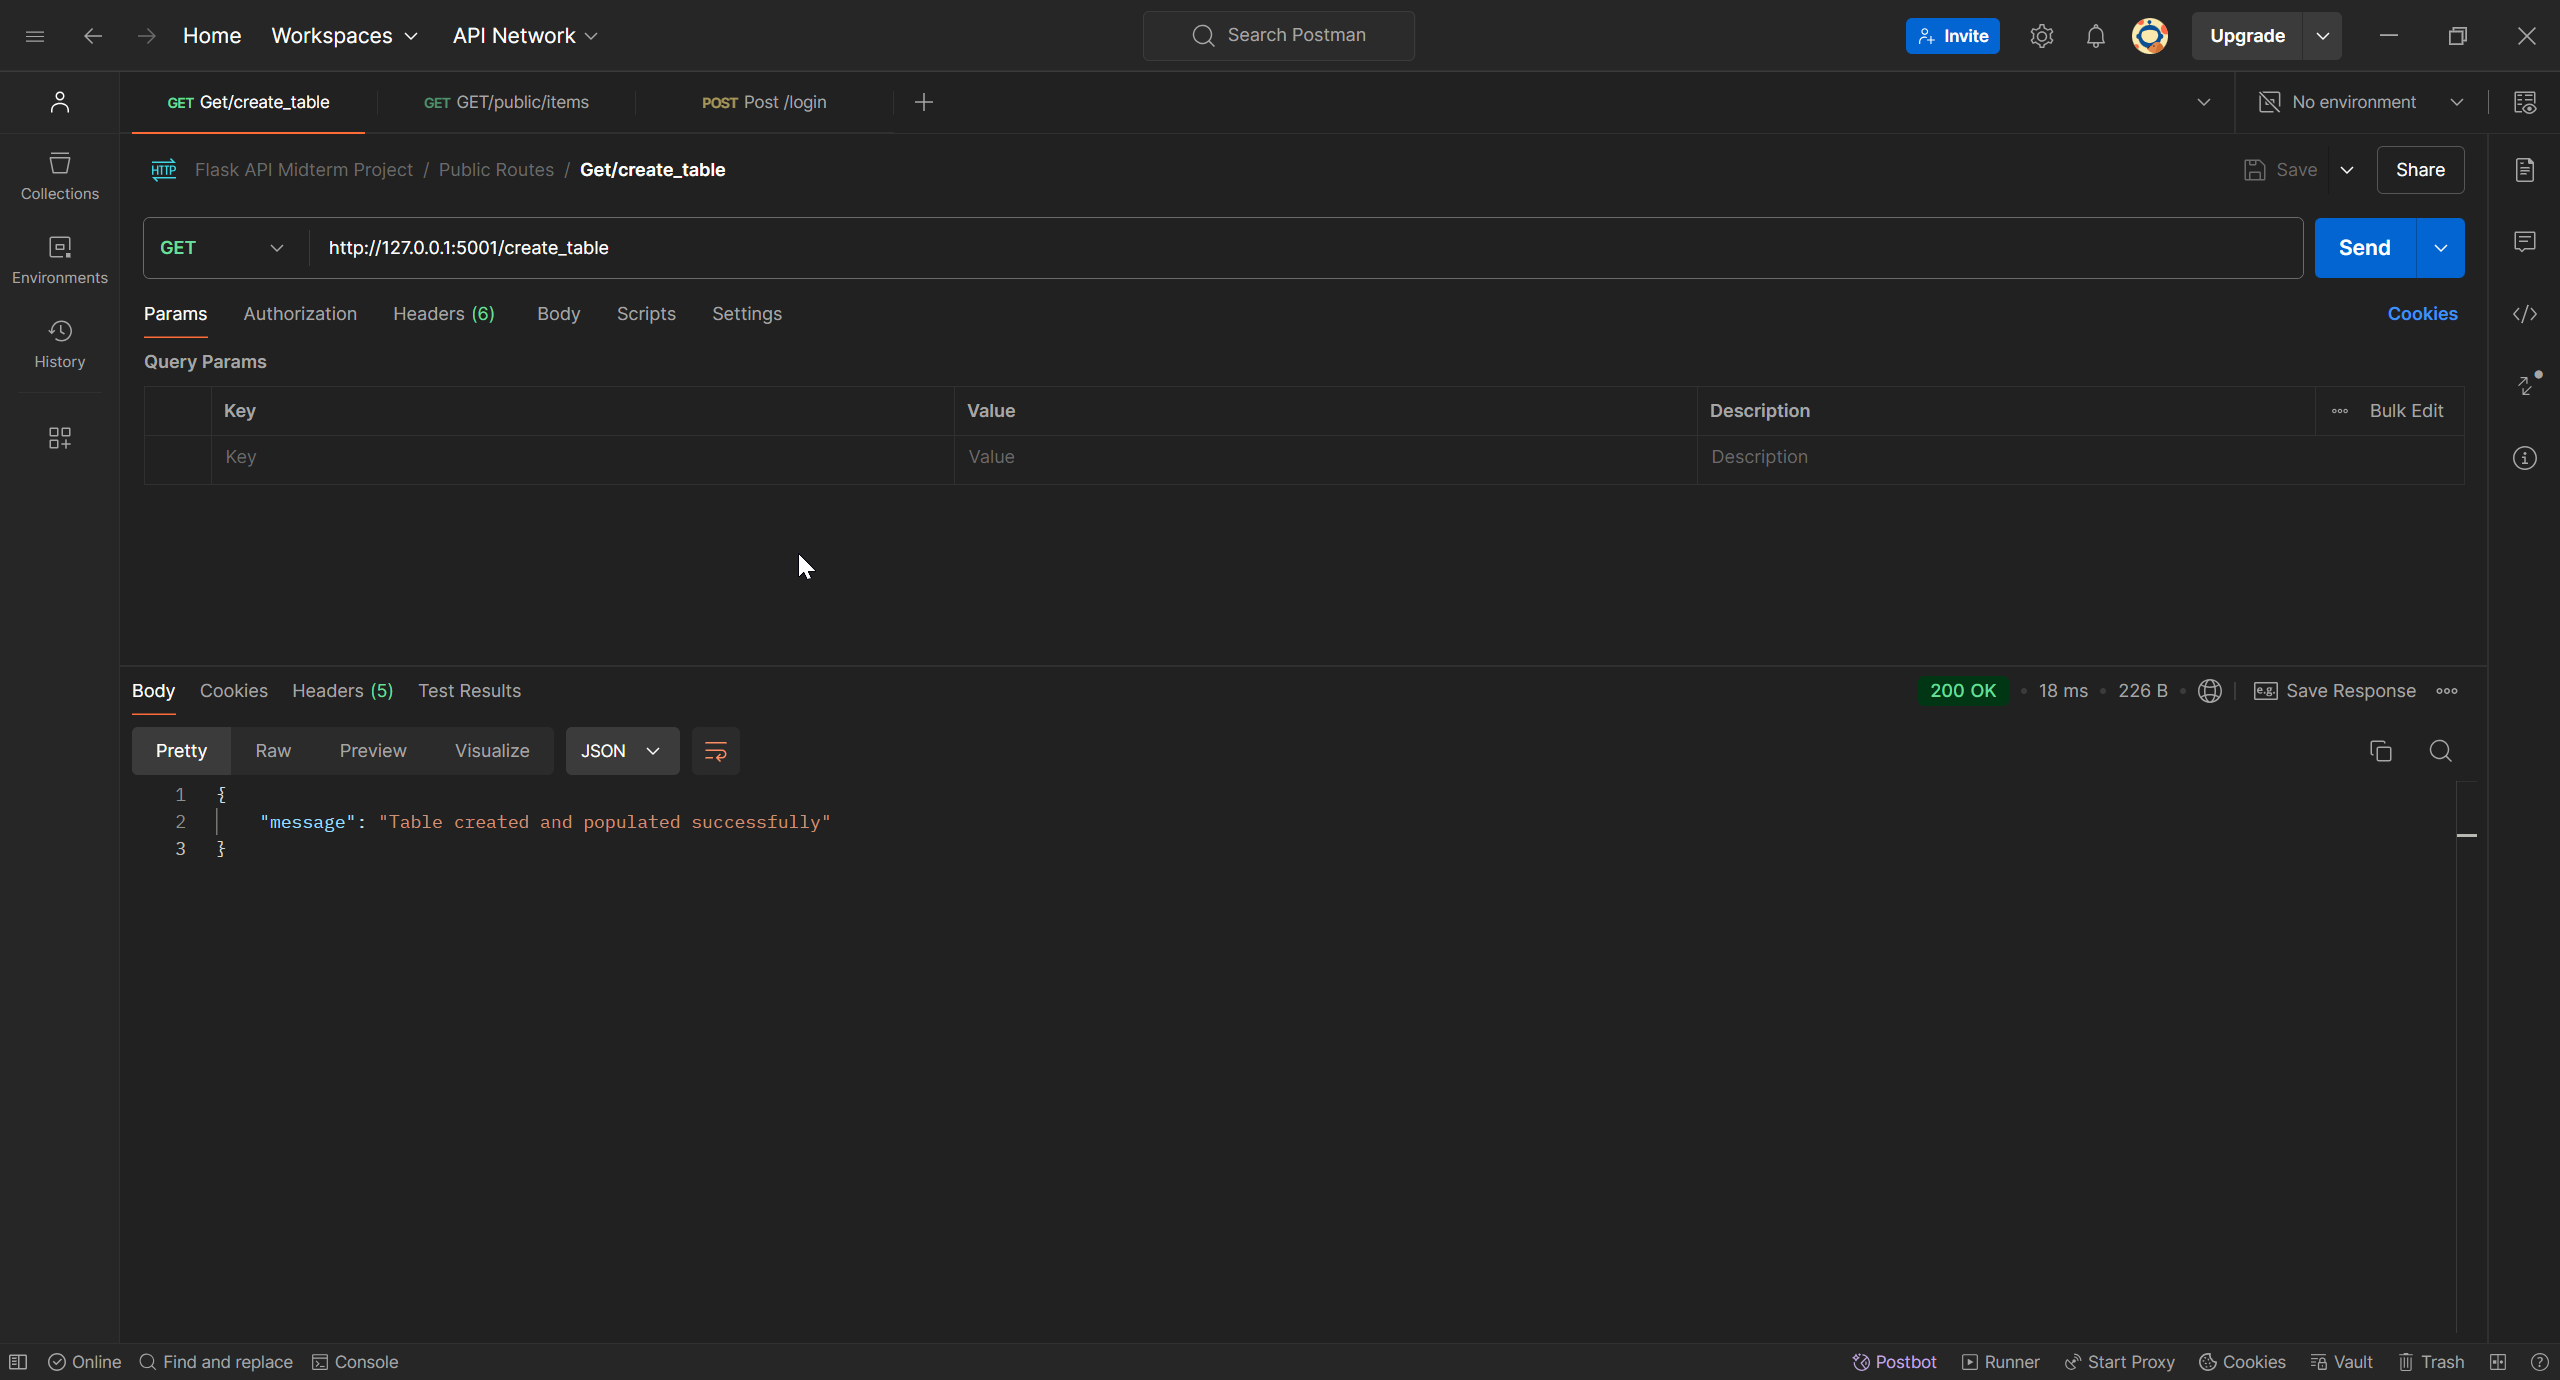 Home Workspaces API Network Search Postman Invite Upgrade
GET Get/create_table GET GET/public/items POST Post /login No environment
HTTP Flask API Midterm Project / Public Routes / Get/create_table Save Share
Collections
GET http://127.0.0.1:5001/create_table Send
Environments
Params Authorization Headers (6) Body Scripts Settings Cookies
History
Query Params
Key Value Description Bulk Edit
Key Value Description
Body Cookies Headers (5) Test Results 200 OK 18 ms 226 B e.g. Save Response
Pretty Raw Preview Visualize JSON
1 {
2 "message": "Table created and populated successfully"
3 }
Online Find and replace Console Postbot Runner Start Proxy Cookies Vault Trash